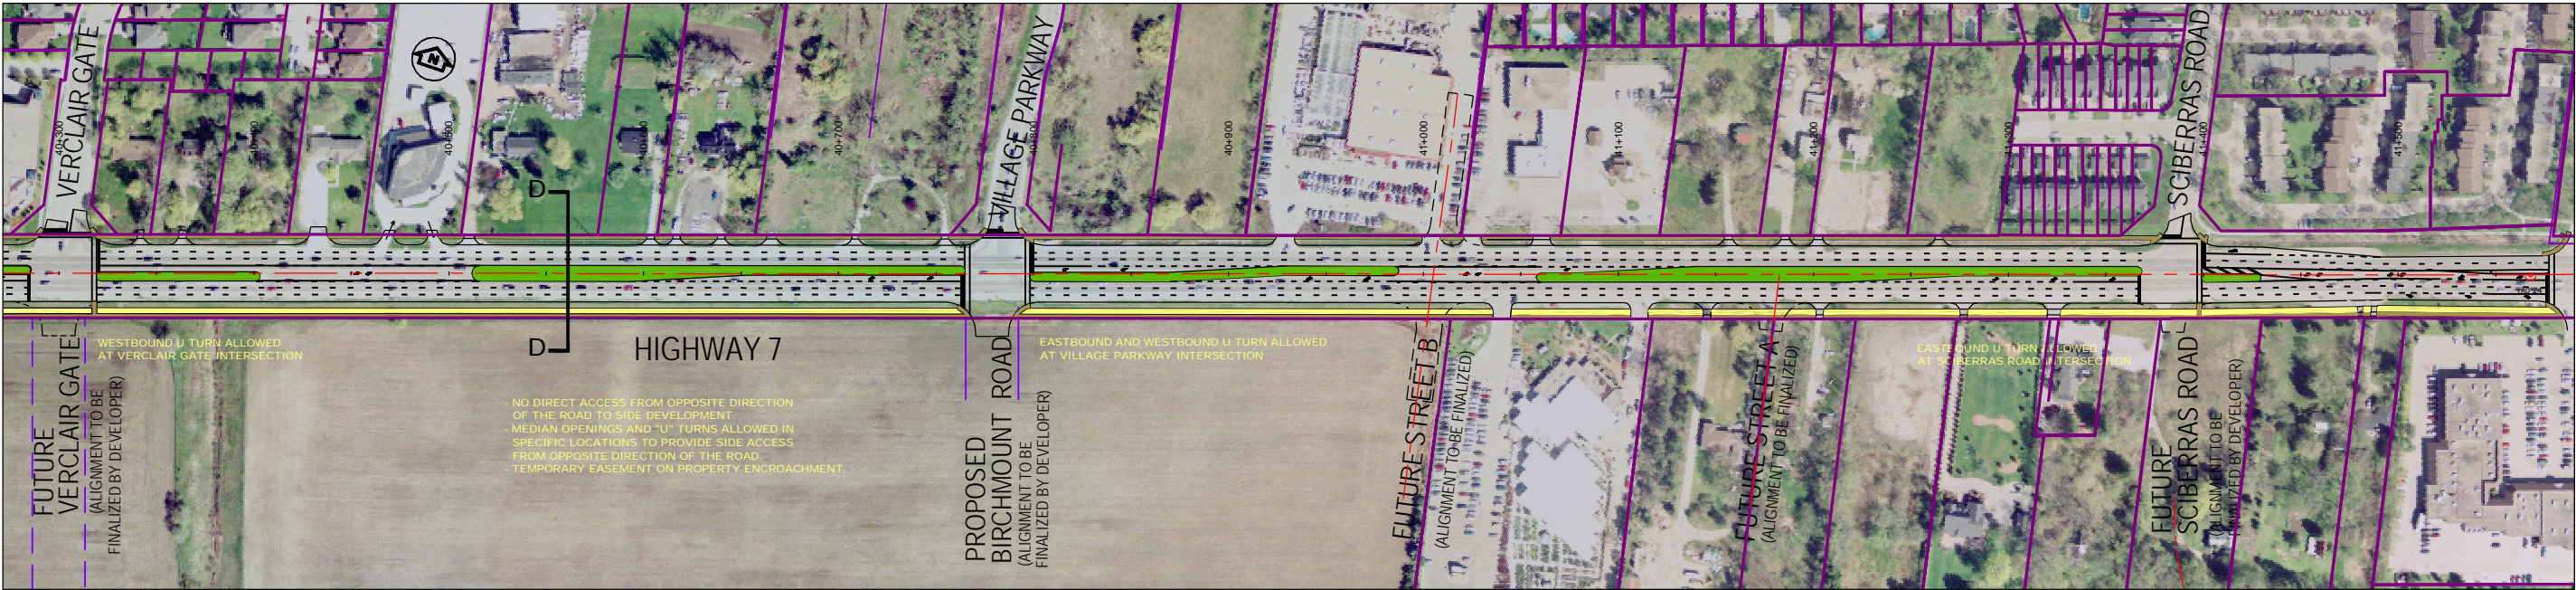 VERCLAIR GATE
N
VILLAGE PARKWAY
SCIBERRAS ROAD
40+300
40+500
40+600
40+700
40+800
40+900
41+000
41+100
41+200
41+300
41+400
41+500
D
D
HIGHWAY 7
WESTBOUND U TURN ALLOWED
AT VERCLAIR GATE INTERSECTION
EASTBOUND AND WESTBOUND U TURN ALLOWED
AT VILLAGE PARKWAY INTERSECTION
EASTBOUND U TURN ALLOWED
AT SCIBERRAS ROAD INTERSECTION
- NO DIRECT ACCESS FROM OPPOSITE DIRECTION
OF THE ROAD TO SIDE DEVELOPMENT.
- MEDIAN OPENINGS AND "U" TURNS ALLOWED IN
SPECIFIC LOCATIONS TO PROVIDE SIDE ACCESS
FROM OPPOSITE DIRECTION OF THE ROAD.
- TEMPORARY EASEMENT ON PROPERTY ENCROACHMENT.
FUTURE
VERCLAIR GATE
(ALIGNMENT TO BE
FINALIZED BY DEVELOPER)
PROPOSED
BIRCHMOUNT ROAD
(ALIGNMENT TO BE
FINALIZED BY DEVELOPER)
FUTURE STREET B
(ALIGNMENT TO BE FINALIZED)
FUTURE STREET A
(ALIGNMENT TO BE FINALIZED)
FUTURE
SCIBERRAS ROAD
(ALIGNMENT TO BE
FINALIZED BY DEVELOPER)